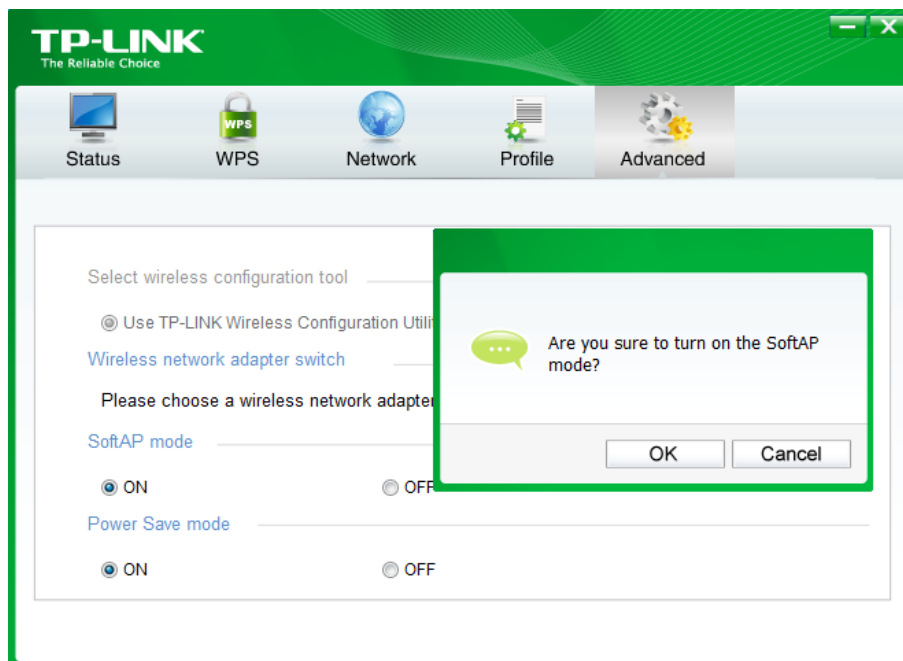 TP-LINK
The Reliable Choice
WPS
Status
WPS
Network
Profile
Advanced
Select wireless configuration tool
Use TP-LINK Wireless Configuration
Wireless network adapter switch
Please choose a wireless network adapter
SoftAP mode
ON
OFF
Power Save mode
ON
OFF
Are you sure to turn on the SoftAP
mode?
OK
Cancel